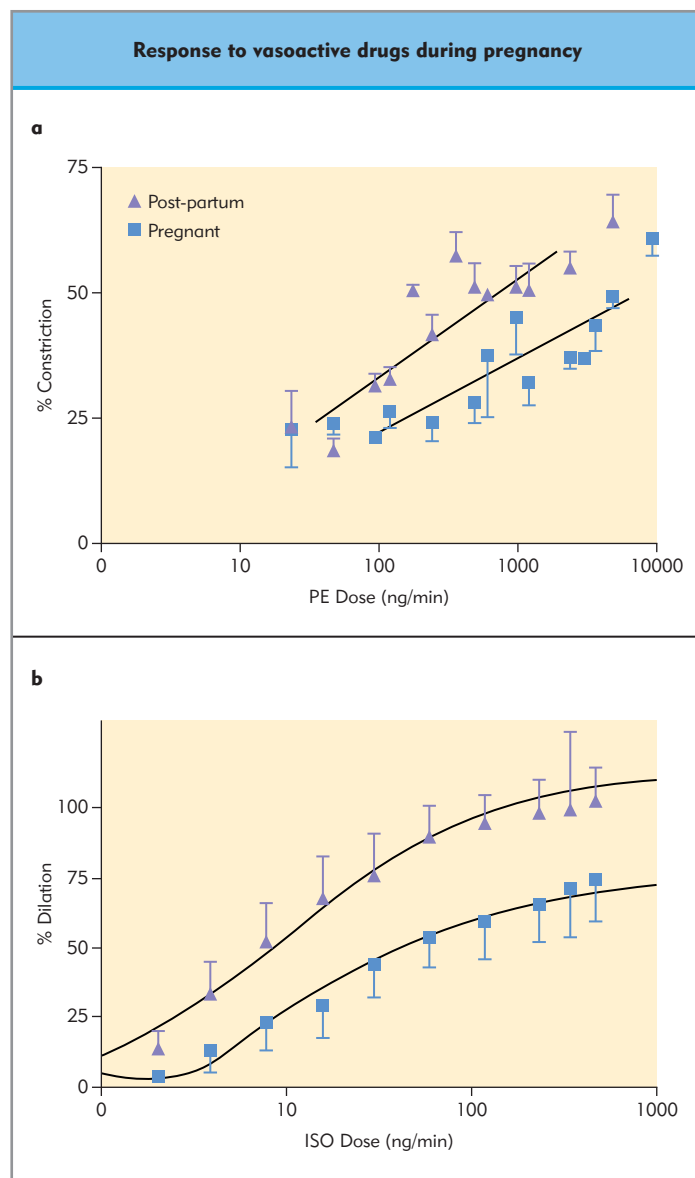 Response to vasoactive drugs during pregnancy
a
75
Post-partum
Pregnant
50
% Constriction
25
0
0 10 100 1000 10000
PE Dose (ng/min)
b
100
75
% Dilation
50
25
0
0 10 100 1000
ISO Dose (ng/min)